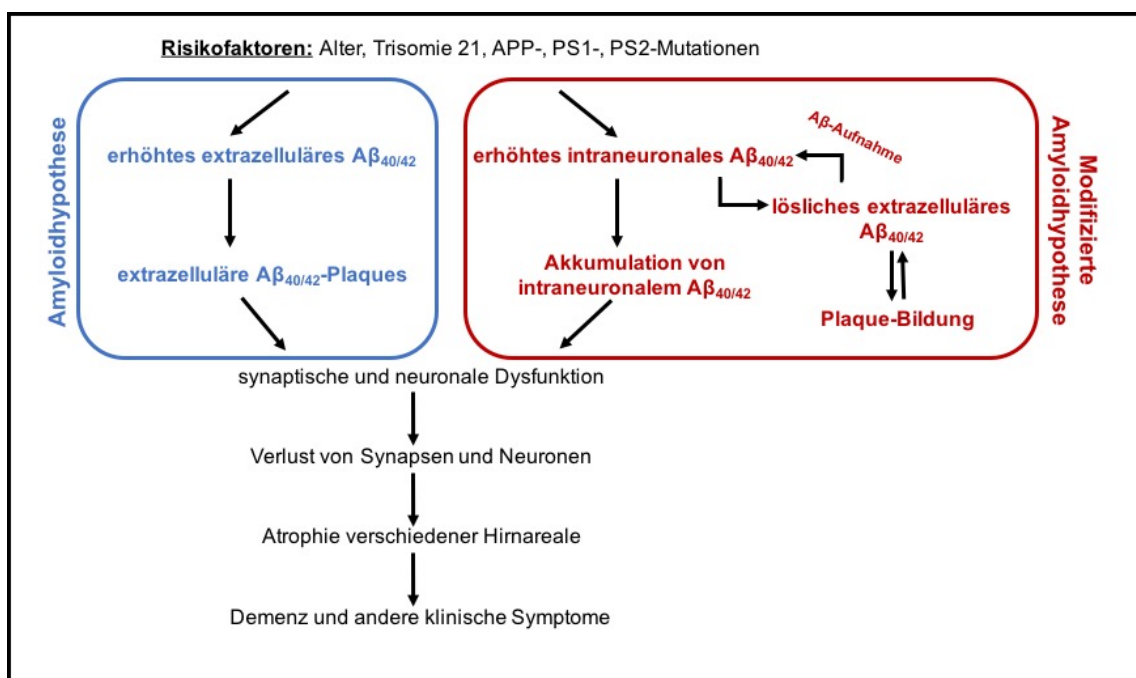 Risikofaktoren: Alter, Trisomie 21, APP-, PS1-, PS2-Mutationen
Amyloidhypothese
erhöhtes extrazelluläres Aβ40/42
extrazelluläre Aβ40/42-Plaques
erhöhtes intraneuronales Aβ40/42
Aβ-Aufnahme
lösliches extrazelluläres
Aβ40/42
Akkumulation von
intraneuronalem Aβ40/42
Plaque-Bildung
Modifizierte
Amyloidhypothese
synaptische und neuronale Dysfunktion
Verlust von Synapsen und Neuronen
Atrophie verschiedener Hirnareale
Demenz und andere klinische Symptome